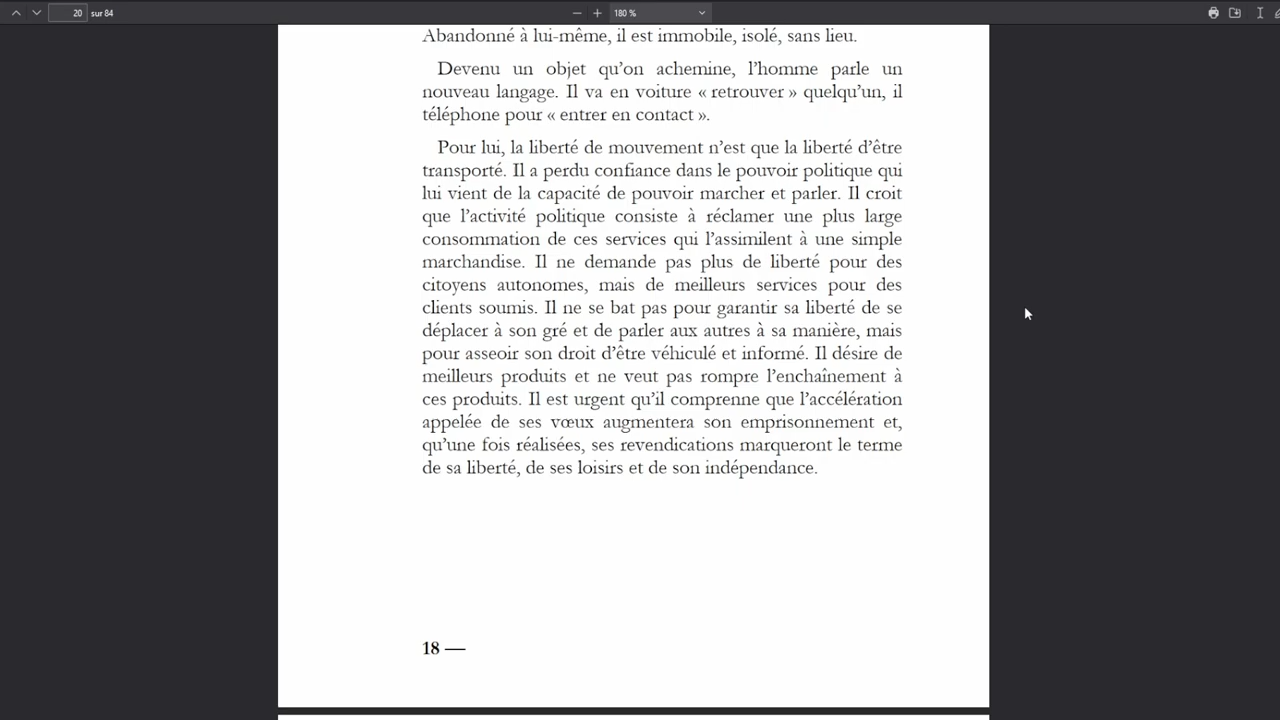 20 sur 84
180 %
Abandonné à lui-même, il est immobile, isolé, sans lieu.
Devenu un objet qu’on achemine, l’homme parle un
nouveau langage. Il va en voiture « retrouver » quelqu’un, il
téléphone pour « entrer en contact ».
Pour lui, la liberté de mouvement n’est que la liberté d’être
transporté. Il a perdu confiance dans le pouvoir politique qui
lui vient de la capacité de pouvoir marcher et parler. Il croit
que l’activité politique consiste à réclamer une plus large
consommation de ces services qui l’assimilent à une simple
marchandise. Il ne demande pas plus de liberté pour des
citoyens autonomes, mais de meilleurs services pour des
clients soumis. Il ne se bat pas pour garantir sa liberté de se
déplacer à son gré et de parler aux autres à sa manière, mais
pour asseoir son droit d’être véhiculé et informé. Il désire de
meilleurs produits et ne veut pas rompre l’enchaînement à
ces produits. Il est urgent qu’il comprenne que l’accélération
appelée de ses vœux augmentera son emprisonnement et,
qu’une fois réalisées, ses revendications marqueront le terme
de sa liberté, de ses loisirs et de son indépendance.
18 —